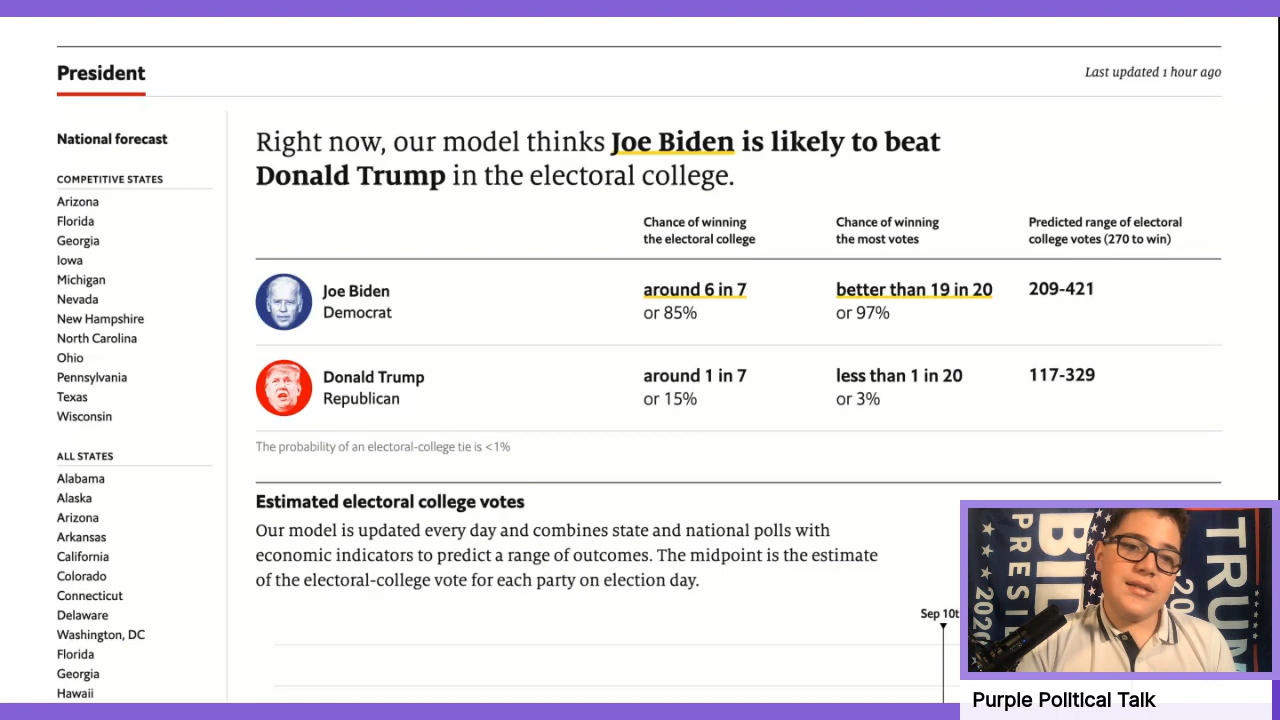 President
Last updated 1 hour ago
National forecast
COMPETITIVE STATES
Arizona
Florida
Georgia
Iowa
Michigan
Nevada
New Hampshire
North Carolina
Ohio
Pennsylvania
Texas
Wisconsin
ALL STATES
Alabama
Alaska
Arizona
Arkansas
California
Colorado
Connecticut
Delaware
Washington, DC
Florida
Georgia
Hawaii
Right now, our model thinks Joe Biden is likely to beat
Donald Trump in the electoral college.
Chance of winning
the electoral college
Chance of winning
the most votes
Predicted range of electoral
college votes (270 to win)
Joe Biden
Democrat
around 6 in 7
or 85%
better than 19 in 20
or 97%
209-421
Donald Trump
Republican
around 1 in 7
or 15%
less than 1 in 20
or 3%
117-329
The probability of an electoral-college tie is <1%
Estimated electoral college votes
Our model is updated every day and combines state and national polls with
economic indicators to predict a range of outcomes. The midpoint is the estimate
of the electoral-college vote for each party on election day.
Sep 10t
BID
PRESI
2020
TRUM
20
Purple Political Talk